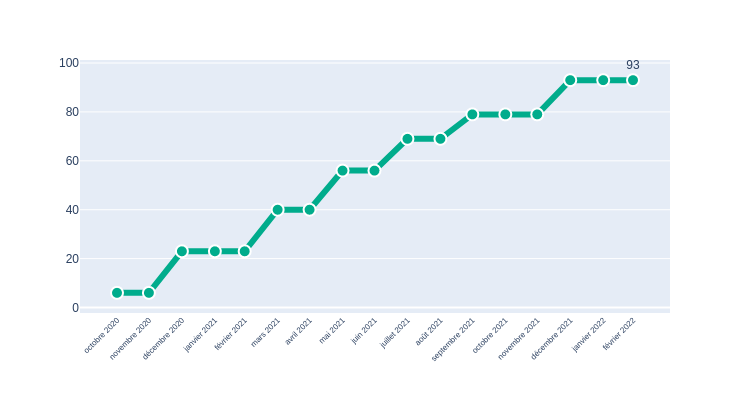 93
100
80
60
40
20
0
octobre 2020
novembre 2020
décembre 2020
janvier 2021
février 2021
mars 2021
avril 2021
mai 2021
juin 2021
juillet 2021
août 2021
septembre 2021
octobre 2021
novembre 2021
décembre 2021
janvier 2022
février 2022